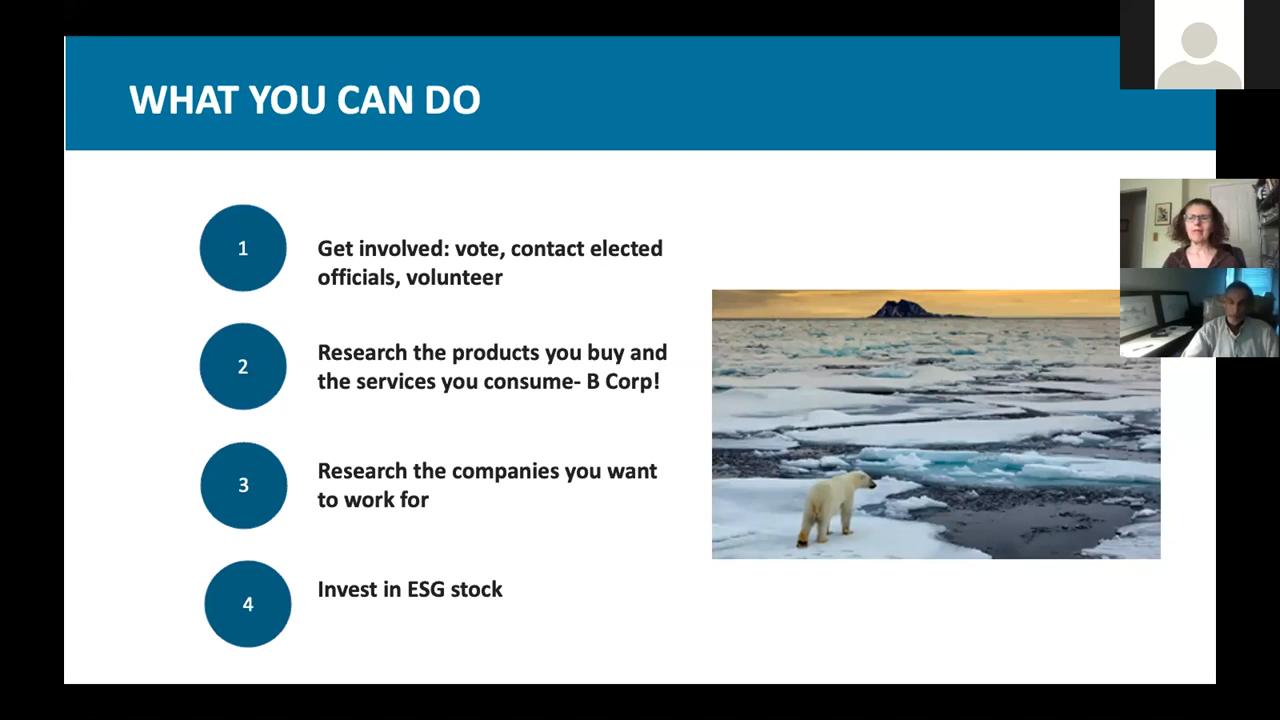 WHAT YOU CAN DO
1
Get involved: vote, contact elected
officials, volunteer
2
Research the products you buy and
the services you consume- B Corp!
3
Research the companies you want
to work for
4
Invest in ESG stock